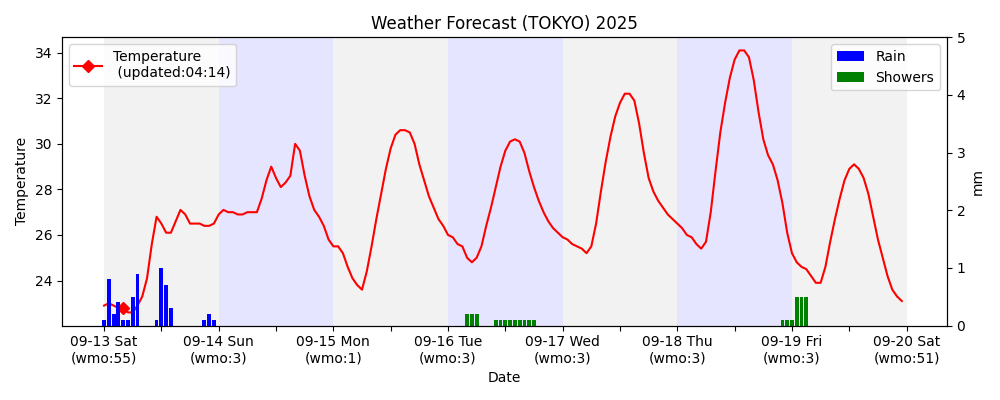 Weather Forecast (TOKYO) 2025
Temperature
(updated:04:14)
Rain
Showers
34
32
30
28
26
24
Temperature
5
4
3
2
1
0
mm
09-13 Sat
(wmo:55)
09-14 Sun
(wmo:3)
09-15 Mon
(wmo:1)
09-16 Tue
(wmo:3)
09-17 Wed
(wmo:3)
09-18 Thu
(wmo:3)
09-19 Fri
(wmo:3)
09-20 Sat
(wmo:51)
Date